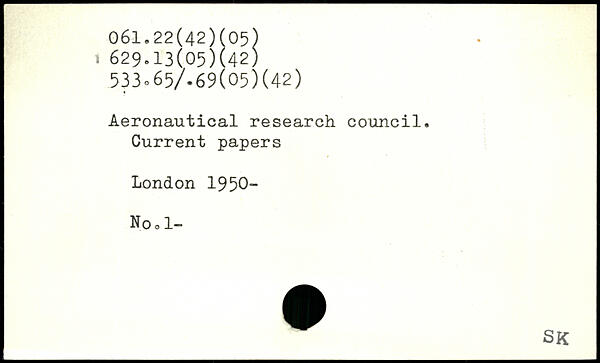 061.22(42)(05)
629.13(05)(42)
533.65/.69(05)(42)
Aeronautical research council.
Current papers
London 1950-
No.1-
SK